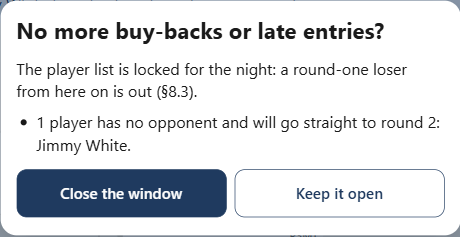 No more buy-backs or late entries?
The player list is locked for the night: a round-one loser
from here on is out (§8.3).
• 1 player has no opponent and will go straight to round 2:
Jimmy White.
Close the window
Keep it open